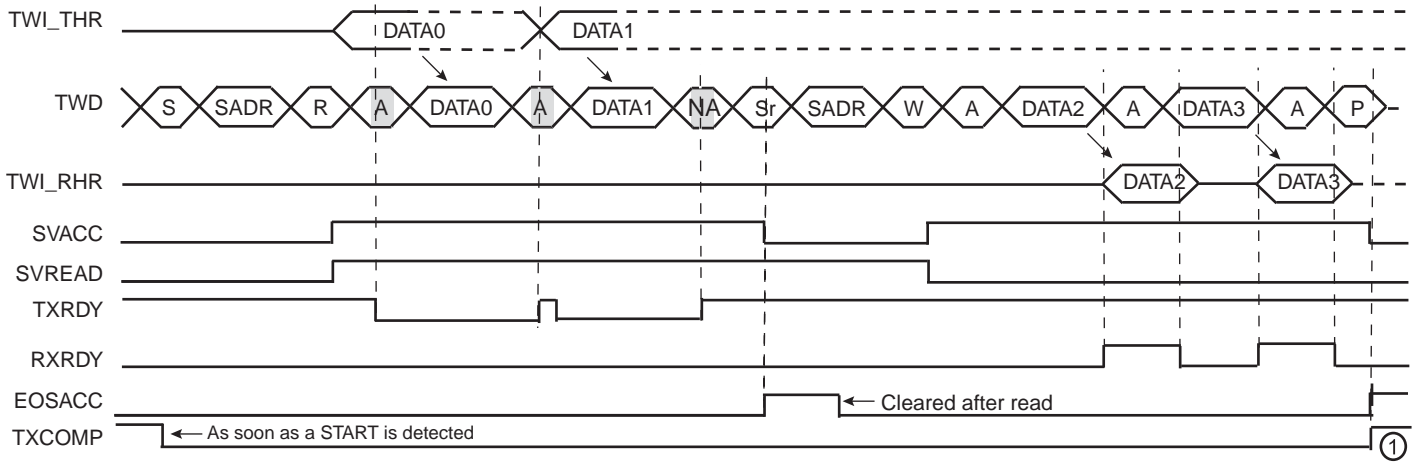 TWI_THR DATA0 DATA1
TWD S SADR R A DATA0 A DATA1 NA Sr SADR W A DATA2 A DATA3 A P
TWI_RHR DATA2 DATA3
SVACC
SVREAD
TXRDY
RXRDY
EOSACC Cleared after read
TXCOMP As soon as a START is detected 1